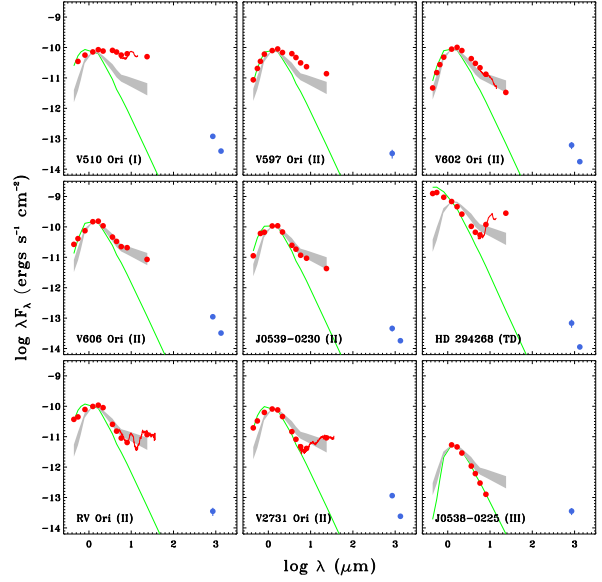 −9
−10
−11
−12
−13
−14
V510 Ori (I)
V597 Ori (II)
V602 Ori (II)
−9
−10
−11
−12
−13
−14
log λFλ (ergs s⁻¹ cm⁻²)
V606 Ori (II)
J0539−0230 (II)
HD 294268 (TD)
−9
−10
−11
−12
−13
−14
RV Ori (II)
V2731 Ori (II)
J0538−0225 (III)
0 1 2 3
0 1 2 3
0 1 2 3
log λ (μm)